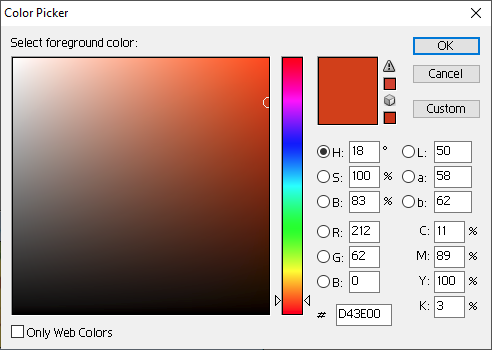 Color Picker
Select foreground color:
OK
Cancel
Custom
H: 18 °
S: 100 %
B: 83 %
R: 212
G: 62
B: 0
# D43E00
L: 50
a: 58
b: 62
C: 11 %
M: 89 %
Y: 100 %
K: 3 %
Only Web Colors